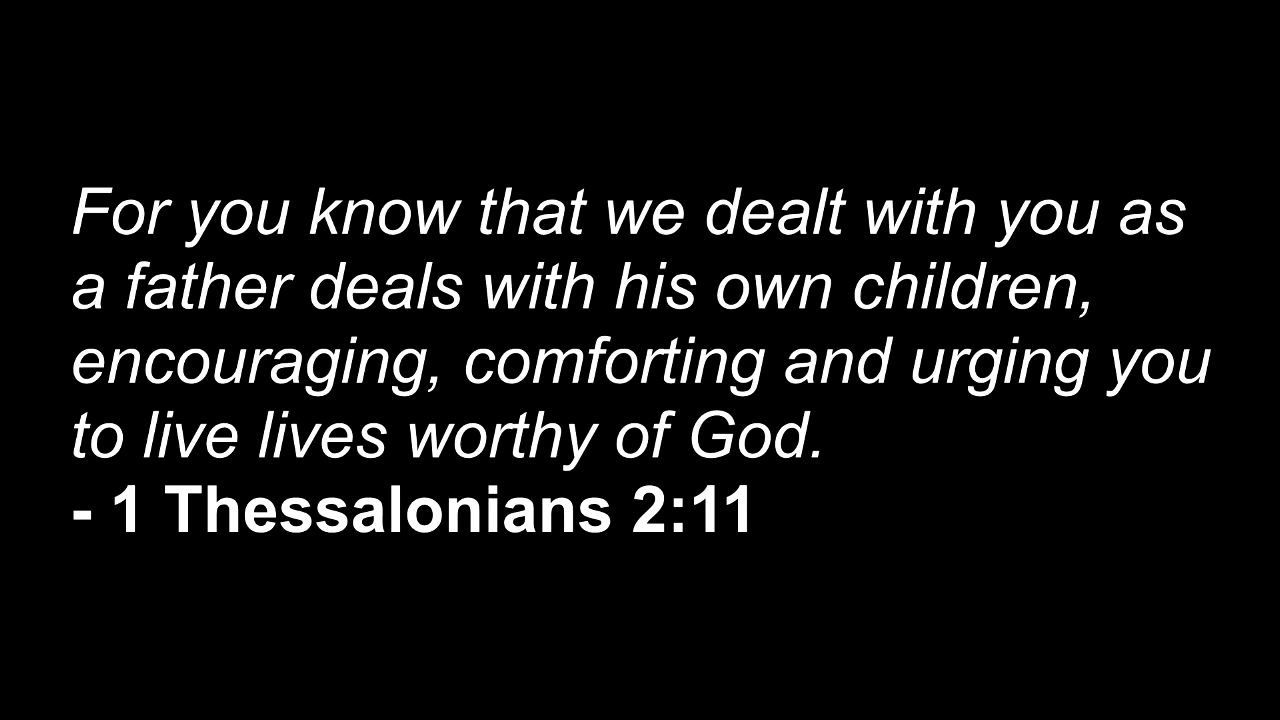 For you know that we dealt with you as
a father deals with his own children,
encouraging, comforting and urging you
to live lives worthy of God.
- 1 Thessalonians 2:11